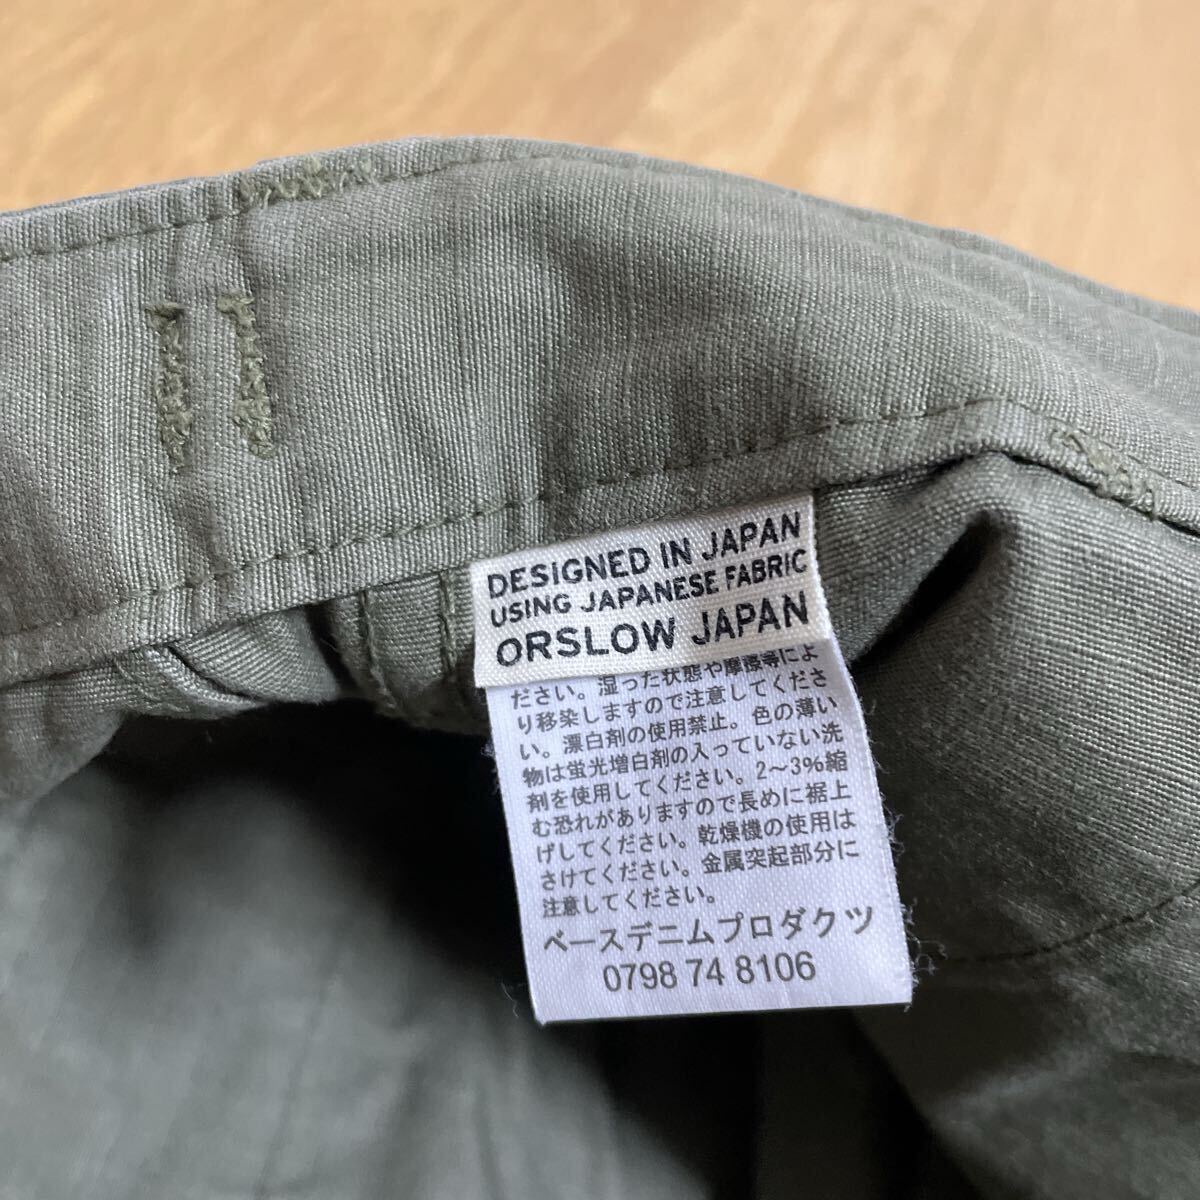 DESIGNED IN JAPAN
USING JAPANESE FABRIC
ORSLOW JAPAN
ださい。湿った状態や摩擦等によ
り移染しますので注意してくださ
い。漂白剤の使用禁止。色の薄い
物は蛍光増白剤の入っていない洗
剤を使用してください。2～3%縮
む恐れがありますので長めに裾上
げしてください。乾燥機の使用は
さけてください。金属突起部分に
注意してください。
ベースデニムプロダクツ
0798 74 8106